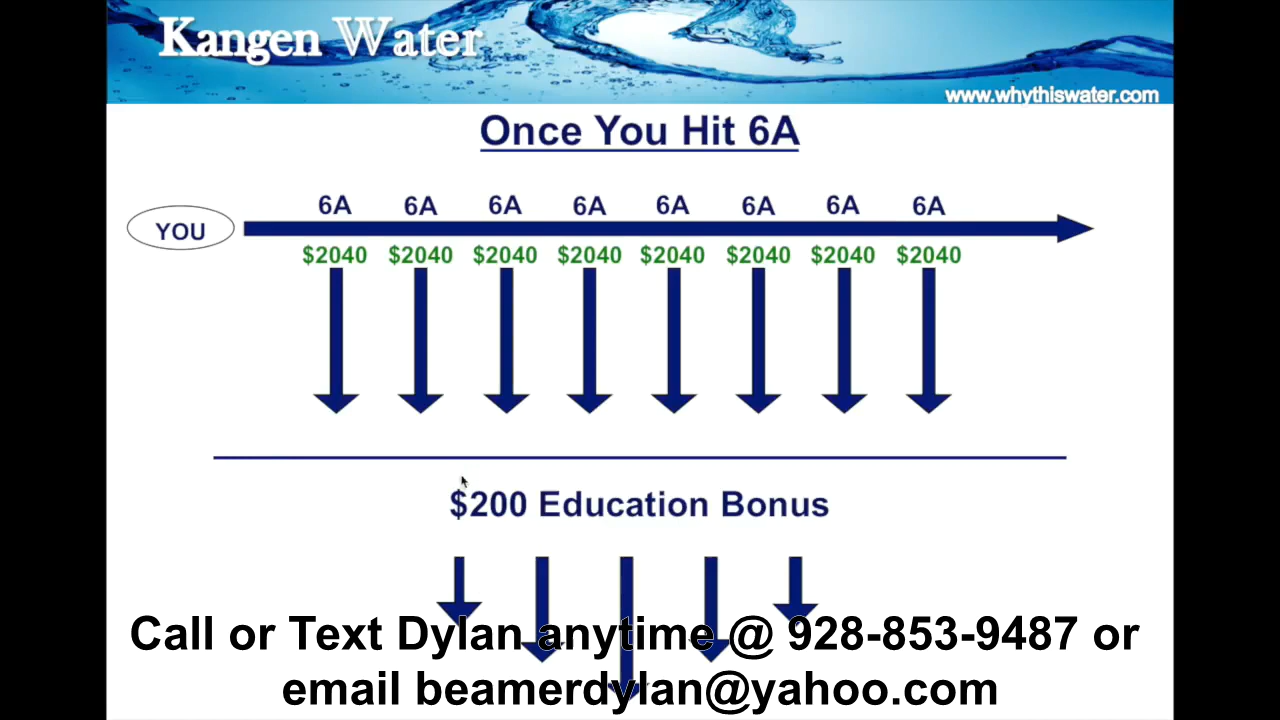 Kangen Water
www.whythiswater.com
Once You Hit 6A
YOU
6A 6A 6A 6A 6A 6A 6A 6A
$2040 $2040 $2040 $2040 $2040 $2040 $2040 $2040
$200 Education Bonus
Call or Text Dylan anytime @ 928-853-9487 or
email beamerdylan@yahoo.com